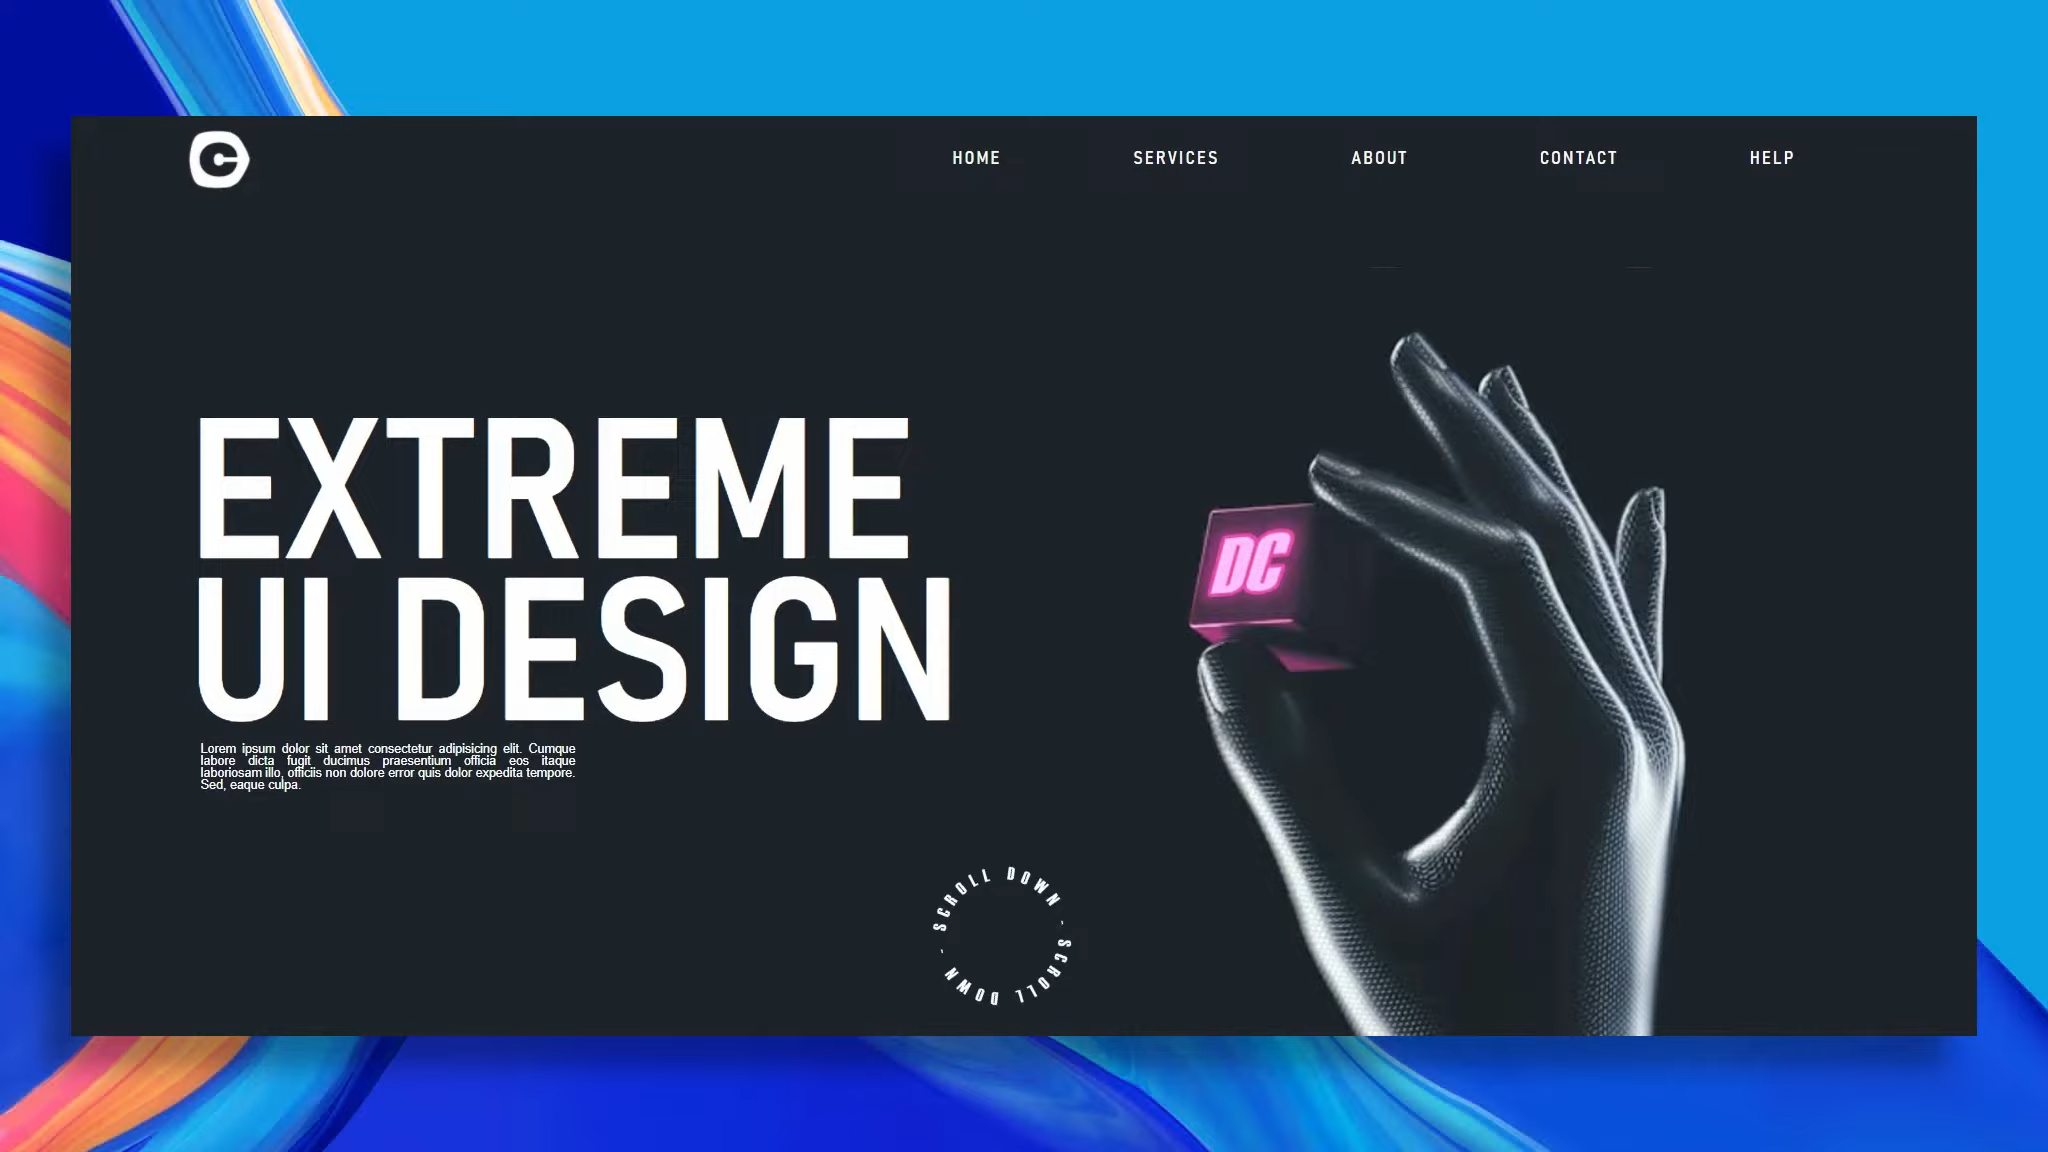 C
HOME SERVICES ABOUT CONTACT HELP
EXTREME
UI DESIGN
DC
Lorem ipsum dolor sit amet consectetur adipisicing elit. Cumque
labore dicta fugit ducimus praesentium officia eos itaque
laboriosam illo, officiis non dolore error quis dolor expedita tempore.
Sed, eaque culpa.
SCROLL DOWN - SCROLL DOWN -